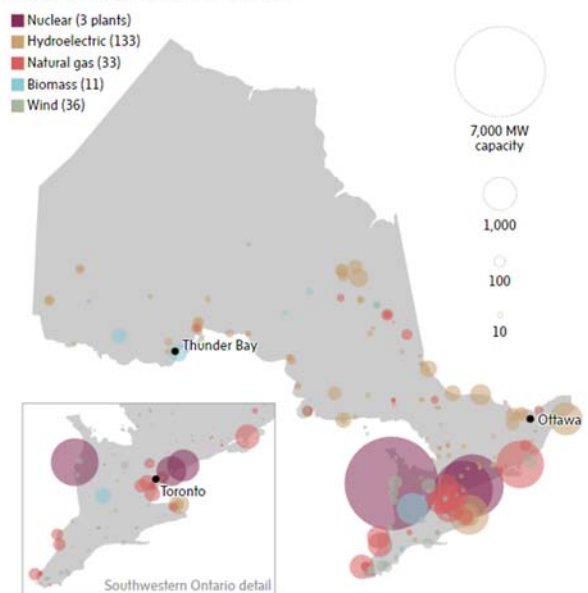 Nuclear (3 plants)
Hydroelectric (133)
Natural gas (33)
Biomass (11)
Wind (36)
7,000 MW
capacity
1,000
100
10
Thunder Bay
Ottawa
Toronto
Southwestern Ontario detail